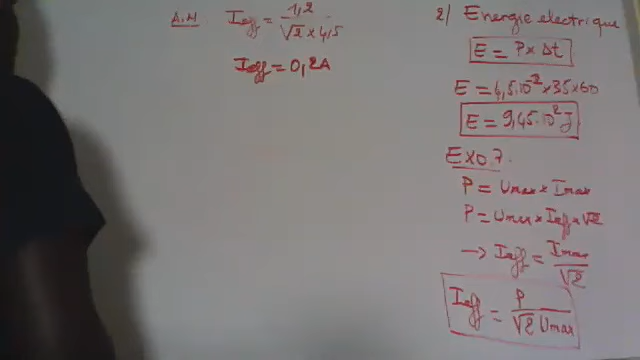 A.N. Ieff = 1,2 / √2 × 4,5
Ieff = 0,2A
2/ Energie electrique
E = P × Δt
E = 4,5.10⁻² × 35 × 60
E = 9,45.10² J
Exo.7.
P = Umax × Imax
P = Umax × Ieff × √2
→ Ieff = Imax / √2
Ieff = P / √2 Umax